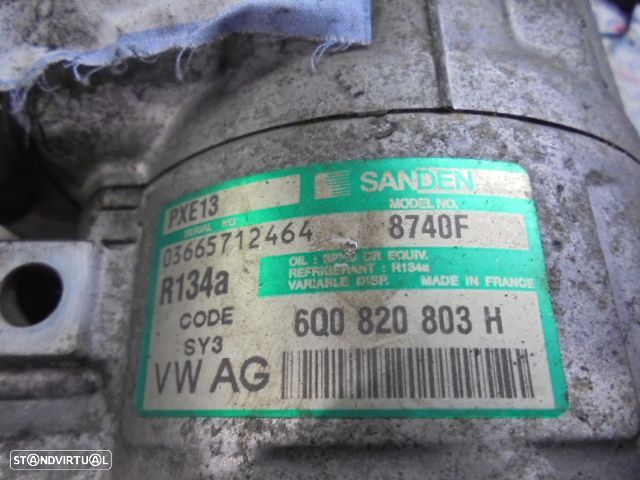 PXE13
SANDEN
SERIAL NO.
MODEL NO.
03665712464
8740F
OIL : OR EQUIV.
REFRIGERANT : R134a
VARIABLE DISP. MADE IN FRANCE
R134a
CODE
6Q0 820 803 H
SY3
VW AG
STANDVIRTUAL